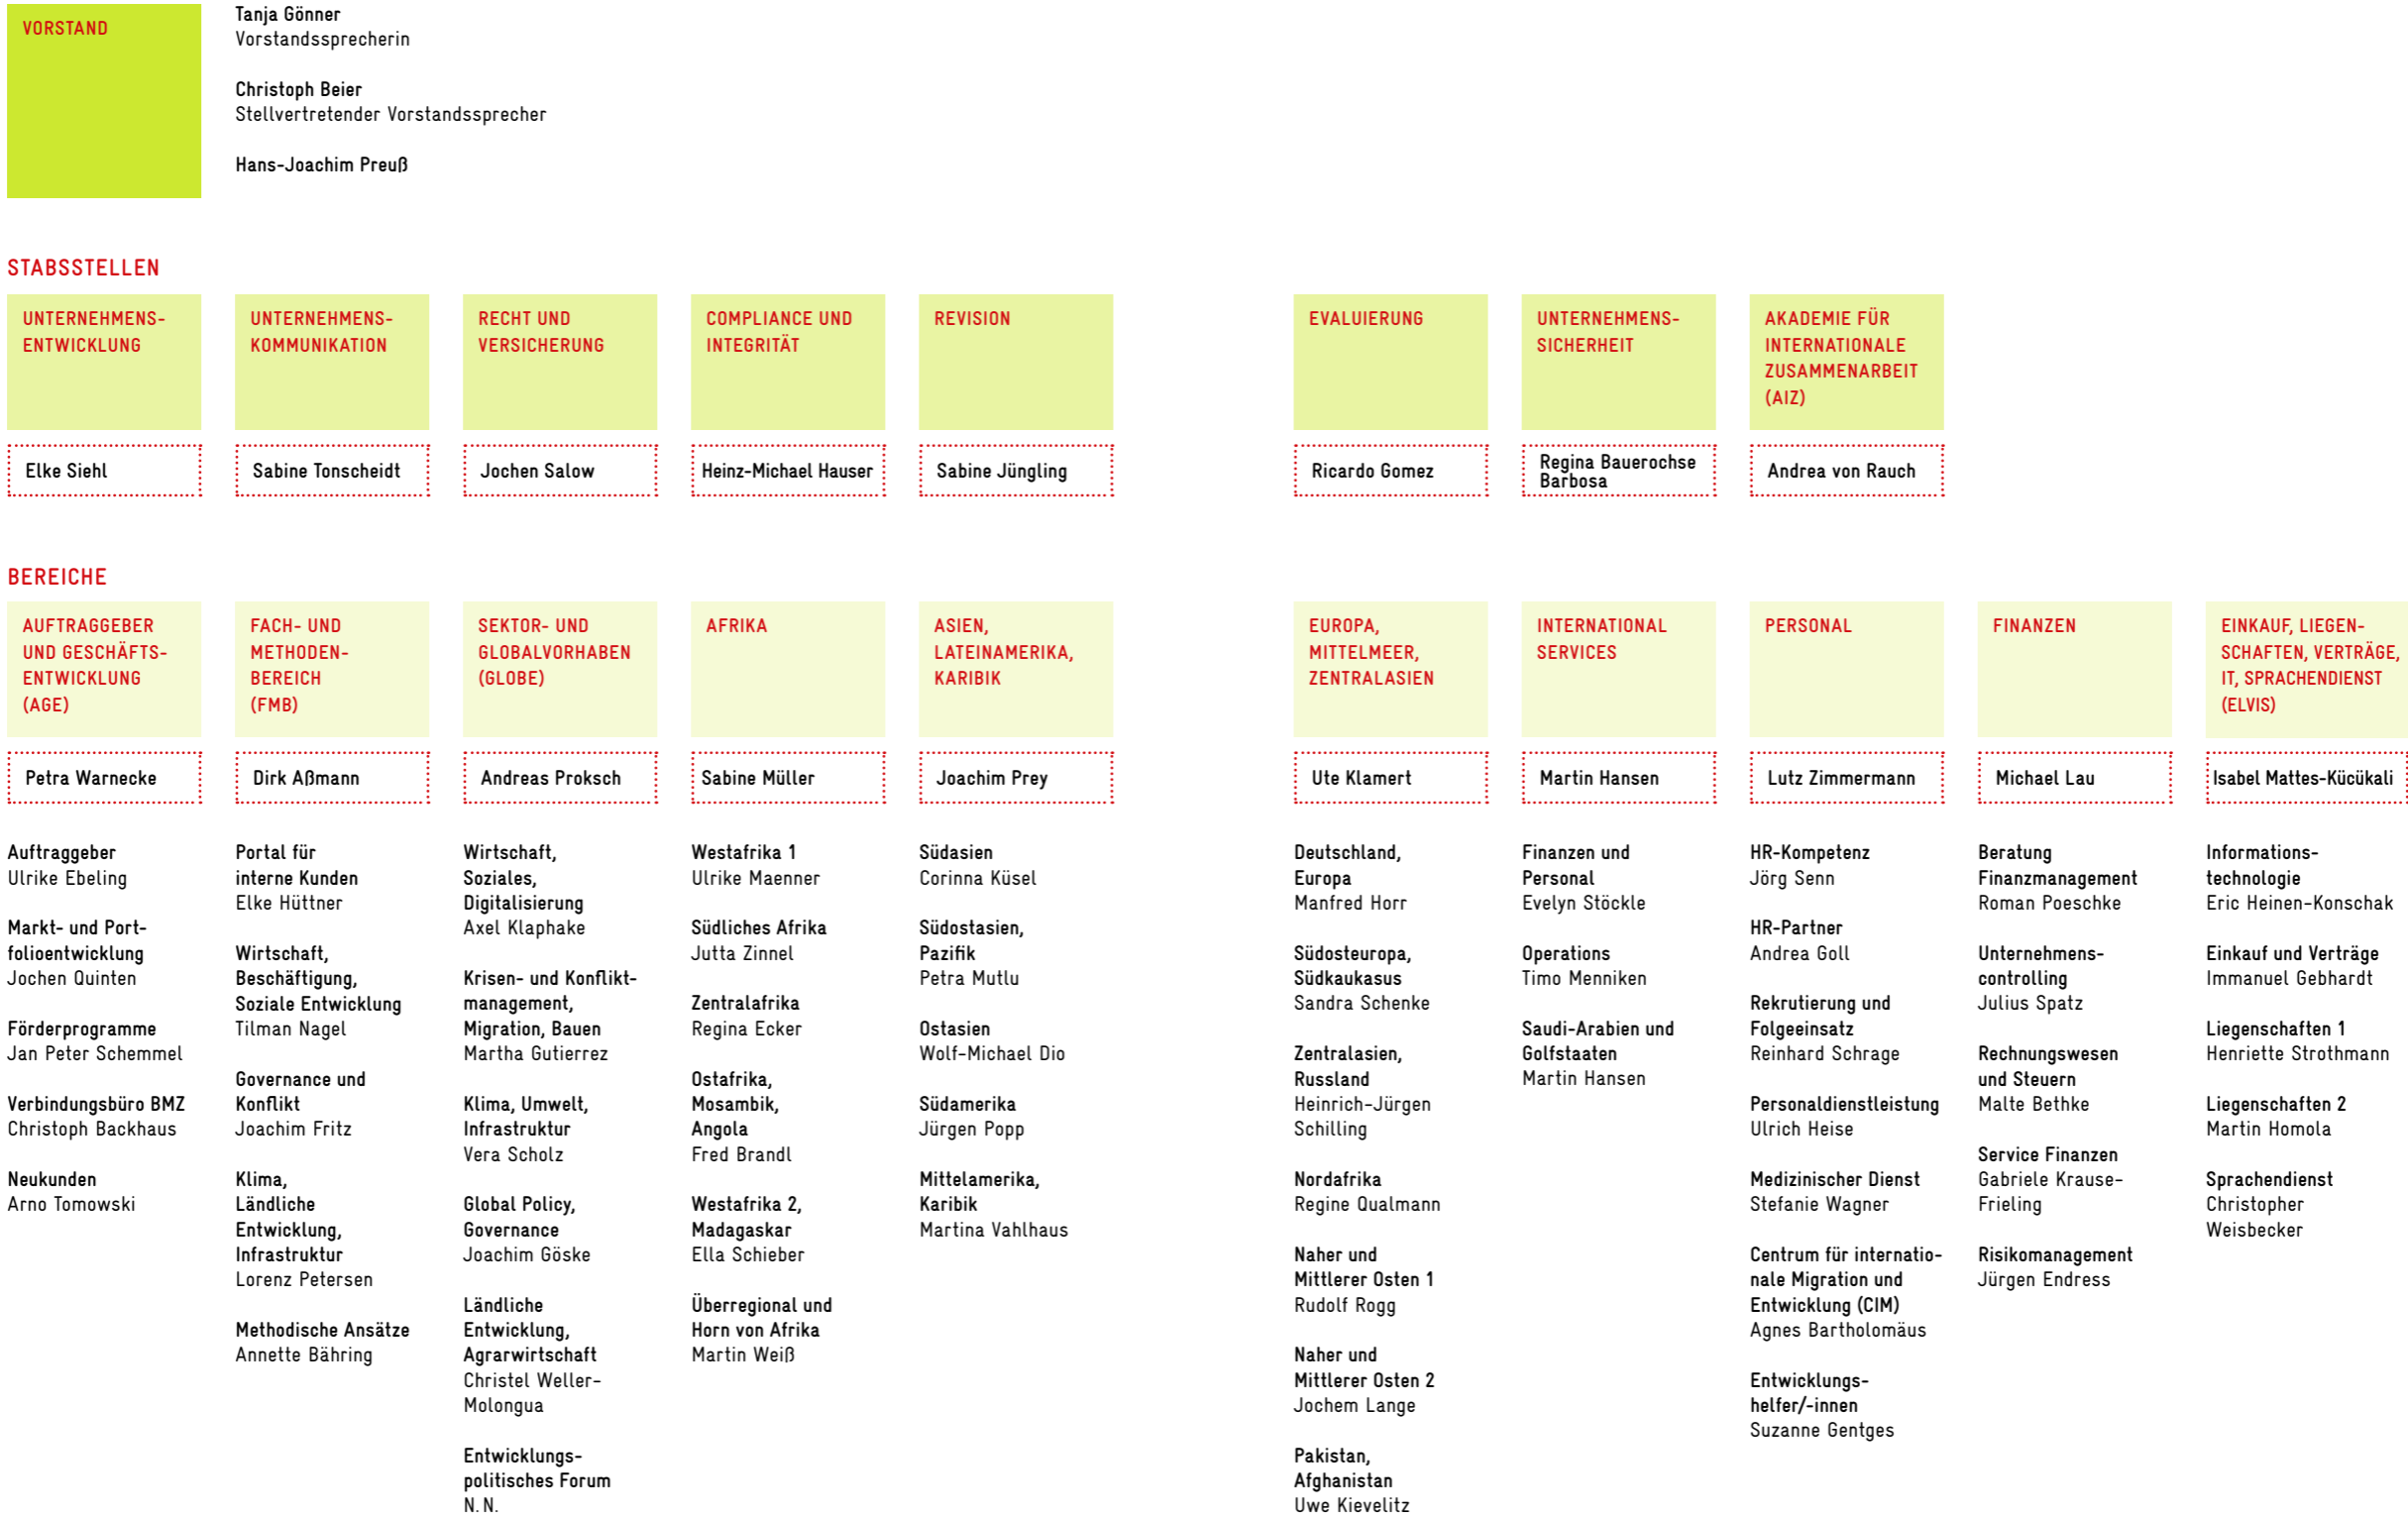 VORSTAND
Tanja Gönner
Vorstandssprecherin
Christoph Beier
Stellvertretender Vorstandssprecher
Hans-Joachim Preuß
STABSSTELLEN
UNTERNEHMENS-
ENTWICKLUNG
Elke Siehl
UNTERNEHMENS-
KOMMUNIKATION
Sabine Tonscheidt
RECHT UND
VERSICHERUNG
Jochen Salow
COMPLIANCE UND
INTEGRITÄT
Heinz-Michael Hauser
REVISION
Sabine Jüngling
EVALUIERUNG
Ricardo Gomez
UNTERNEHMENS-
SICHERHEIT
Regina Bauerochse
Barbosa
AKADEMIE FÜR
INTERNATIONALE
ZUSAMMENARBEIT
(AIZ)
Andrea von Rauch
BEREICHE
AUFTRAGGEBER
UND GESCHÄFTS-
ENTWICKLUNG
(AGE)
Petra Warnecke
Auftraggeber
Ulrike Ebeling
Markt- und Port-
folioentwicklung
Jochen Quinten
Förderprogramme
Jan Peter Schemmel
Verbindungsbüro BMZ
Christoph Backhaus
Neukunden
Arno Tomowski
FACH- UND
METHODEN-
BEREICH
(FMB)
Dirk Aßmann
Portal für
interne Kunden
Elke Hüttner
Wirtschaft,
Beschäftigung,
Soziale Entwicklung
Tilman Nagel
Governance und
Konflikt
Joachim Fritz
Klima,
Ländliche
Entwicklung,
Infrastruktur
Lorenz Petersen
Methodische Ansätze
Annette Bähring
SEKTOR- UND
GLOBALVORHABEN
(GLOBE)
Andreas Proksch
Wirtschaft,
Soziales,
Digitalisierung
Axel Klaphake
Krisen- und Konflikt-
management,
Migration, Bauen
Martha Gutierrez
Klima, Umwelt,
Infrastruktur
Vera Scholz
Global Policy,
Governance
Joachim Göske
Ländliche
Entwicklung,
Agrarwirtschaft
Christel Weller-
Molongua
Entwicklungs-
politisches Forum
N. N.
AFRIKA
Sabine Müller
Westafrika 1
Ulrike Maenner
Südliches Afrika
Jutta Zinnel
Zentralafrika
Regina Ecker
Ostafrika,
Mosambik,
Angola
Fred Brandl
Westafrika 2,
Madagaskar
Ella Schieber
Überregional und
Horn von Afrika
Martin Weiß
ASIEN,
LATEINAMERIKA,
KARIBIK
Joachim Prey
Südasien
Corinna Küsel
Südostasien,
Pazifik
Petra Mutlu
Ostasien
Wolf-Michael Dio
Südamerika
Jürgen Popp
Mittelamerika,
Karibik
Martina Vahlhaus
EUROPA,
MITTELMEER,
ZENTRALASIEN
Ute Klamert
Deutschland,
Europa
Manfred Horr
Südosteuropa,
Südkaukasus
Sandra Schenke
Zentralasien,
Russland
Heinrich-Jürgen
Schilling
Nordafrika
Regine Qualmann
Naher und
Mittlerer Osten 1
Rudolf Rogg
Naher und
Mittlerer Osten 2
Jochem Lange
Pakistan,
Afghanistan
Uwe Kievelitz
INTERNATIONAL
SERVICES
Martin Hansen
Finanzen und
Personal
Evelyn Stöckle
Operations
Timo Menniken
Saudi-Arabien und
Golfstaaten
Martin Hansen
PERSONAL
Lutz Zimmermann
HR-Kompetenz
Jörg Senn
HR-Partner
Andrea Goll
Rekrutierung und
Folgeeinsatz
Reinhard Schrage
Personaldienstleistung
Ulrich Heise
Medizinischer Dienst
Stefanie Wagner
Centrum für internatio-
nale Migration und
Entwicklung (CIM)
Agnes Bartholomäus
Entwicklungs-
helfer/-innen
Suzanne Gentges
FINANZEN
Michael Lau
Beratung
Finanzmanagement
Roman Poeschke
Unternehmens-
controlling
Julius Spatz
Rechnungswesen
und Steuern
Malte Bethke
Service Finanzen
Gabriele Krause-
Frieling
Risikomanagement
Jürgen Endress
EINKAUF, LIEGEN-
SCHAFTEN, VERTRÄGE,
IT, SPRACHENDIENST
(ELVIS)
Isabel Mattes-Kücükali
Informations-
technologie
Eric Heinen-Konschak
Einkauf und Verträge
Immanuel Gebhardt
Liegenschaften 1
Henriette Strothmann
Liegenschaften 2
Martin Homola
Sprachendienst
Christopher
Weisbecker